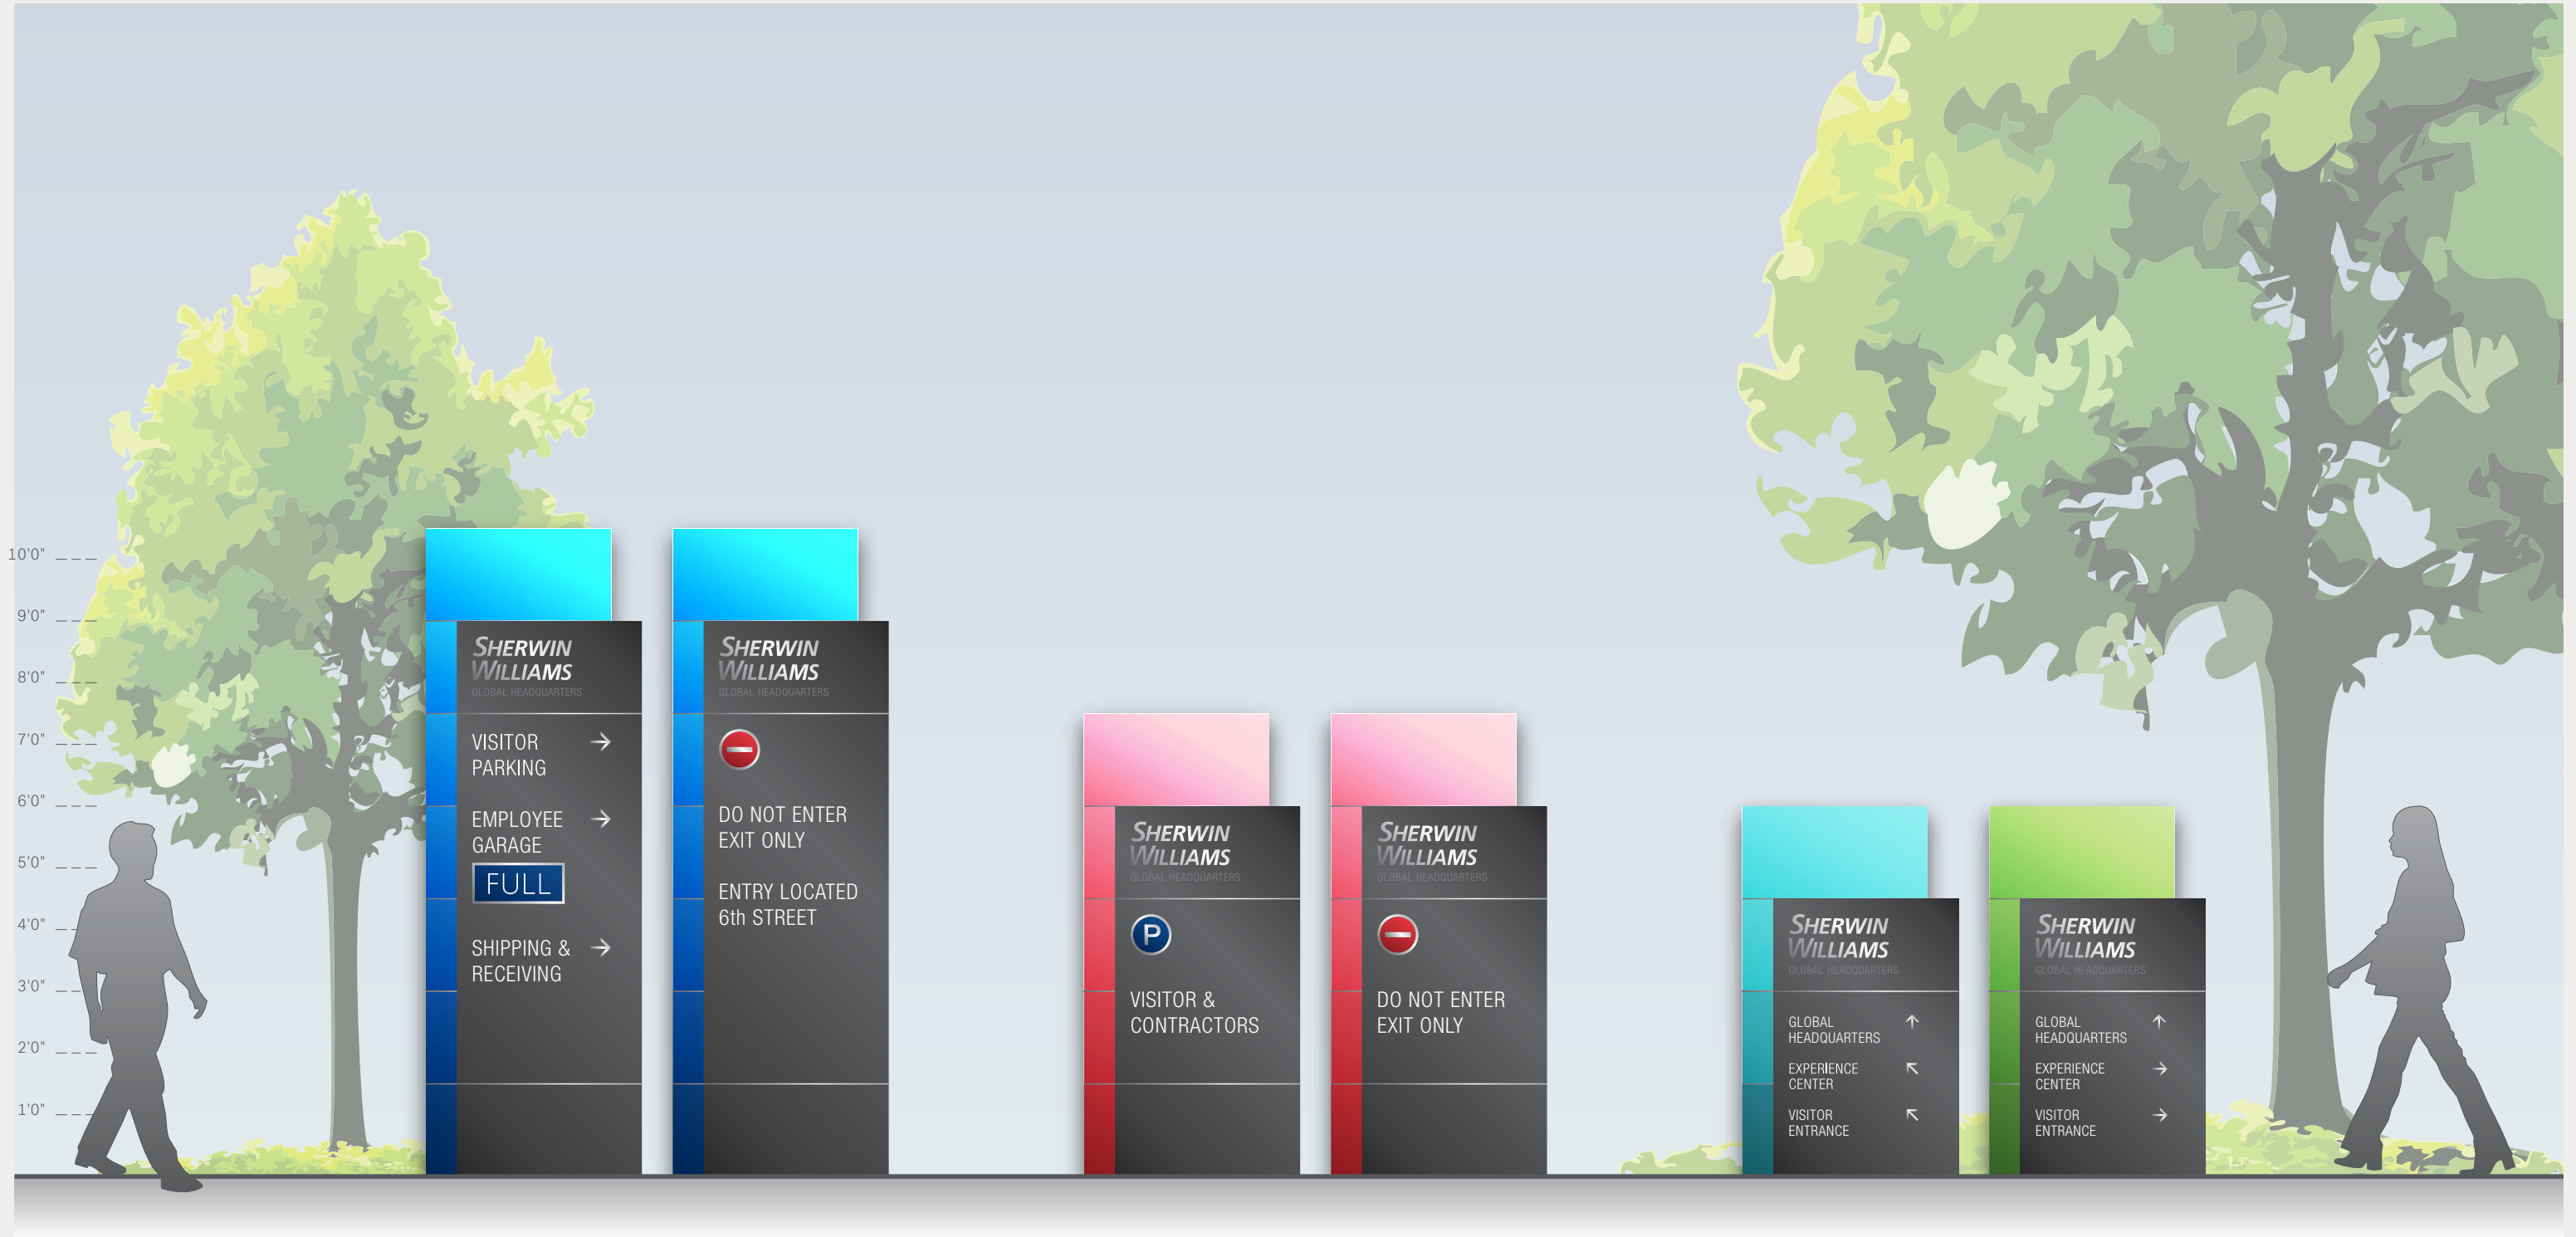 10'0"
9'0"
8'0"
7'0"
6'0"
5'0"
4'0"
3'0"
2'0"
1'0"
SHERWIN
WILLIAMS
GLOBAL HEADQUARTERS
VISITOR
PARKING
EMPLOYEE
GARAGE
FULL
SHIPPING &
RECEIVING
SHERWIN
WILLIAMS
GLOBAL HEADQUARTERS
DO NOT ENTER
EXIT ONLY
ENTRY LOCATED
6th STREET
SHERWIN
WILLIAMS
GLOBAL HEADQUARTERS
P
VISITOR &
CONTRACTORS
SHERWIN
WILLIAMS
GLOBAL HEADQUARTERS
DO NOT ENTER
EXIT ONLY
SHERWIN
WILLIAMS
GLOBAL HEADQUARTERS
GLOBAL
HEADQUARTERS
EXPERIENCE
CENTER
VISITOR
ENTRANCE
SHERWIN
WILLIAMS
GLOBAL HEADQUARTERS
GLOBAL
HEADQUARTERS
EXPERIENCE
CENTER
VISITOR
ENTRANCE